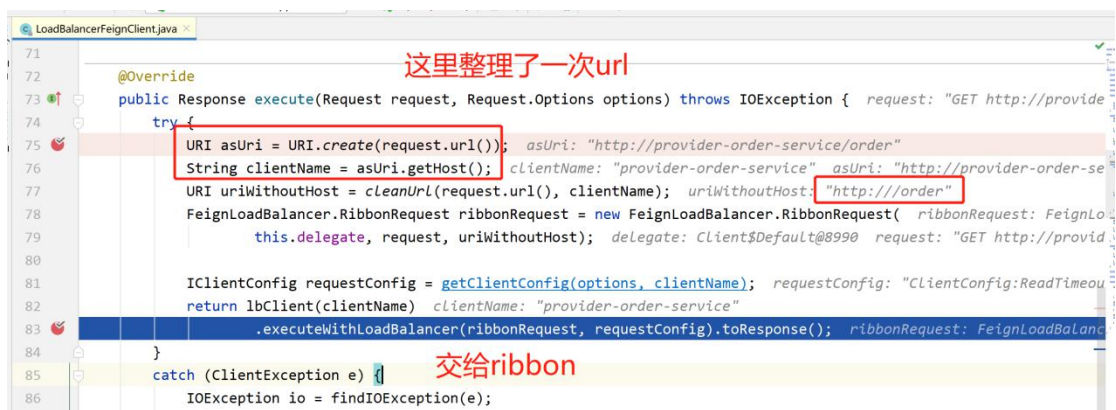 LoadBalancerFeignClient.java
71
这里整理了一次url
72 @Override
73 public Response execute(Request request, Request.Options options) throws IOException { request: "GET http://provide
74 try {
75 URI asUri = URI.create(request.url()); asUri: "http://provider-order-service/order"
76 String clientName = asUri.getHost(); clientName: "provider-order-service" asUri: "http://provider-order-se
77 URI uriWithoutHost = cleanUrl(request.url(), clientName); uriWithoutHost: "http:///order"
78 FeignLoadBalancer.RibbonRequest ribbonRequest = new FeignLoadBalancer.RibbonRequest( ribbonRequest: FeignLo
79 this.delegate, request, uriWithoutHost); delegate: Client$Default@8990 request: "GET http://provid
80
81 IClientConfig requestConfig = getClientConfig(options, clientName); requestConfig: "ClientConfig:ReadTimeou
82 return lbClient(clientName) clientName: "provider-order-service"
83 .executeWithLoadBalancer(ribbonRequest, requestConfig).toResponse(); ribbonRequest: FeignLoadBalanc
84 }
交给ribbon
85 catch (ClientException e) {
86 IOException io = findIOException(e);